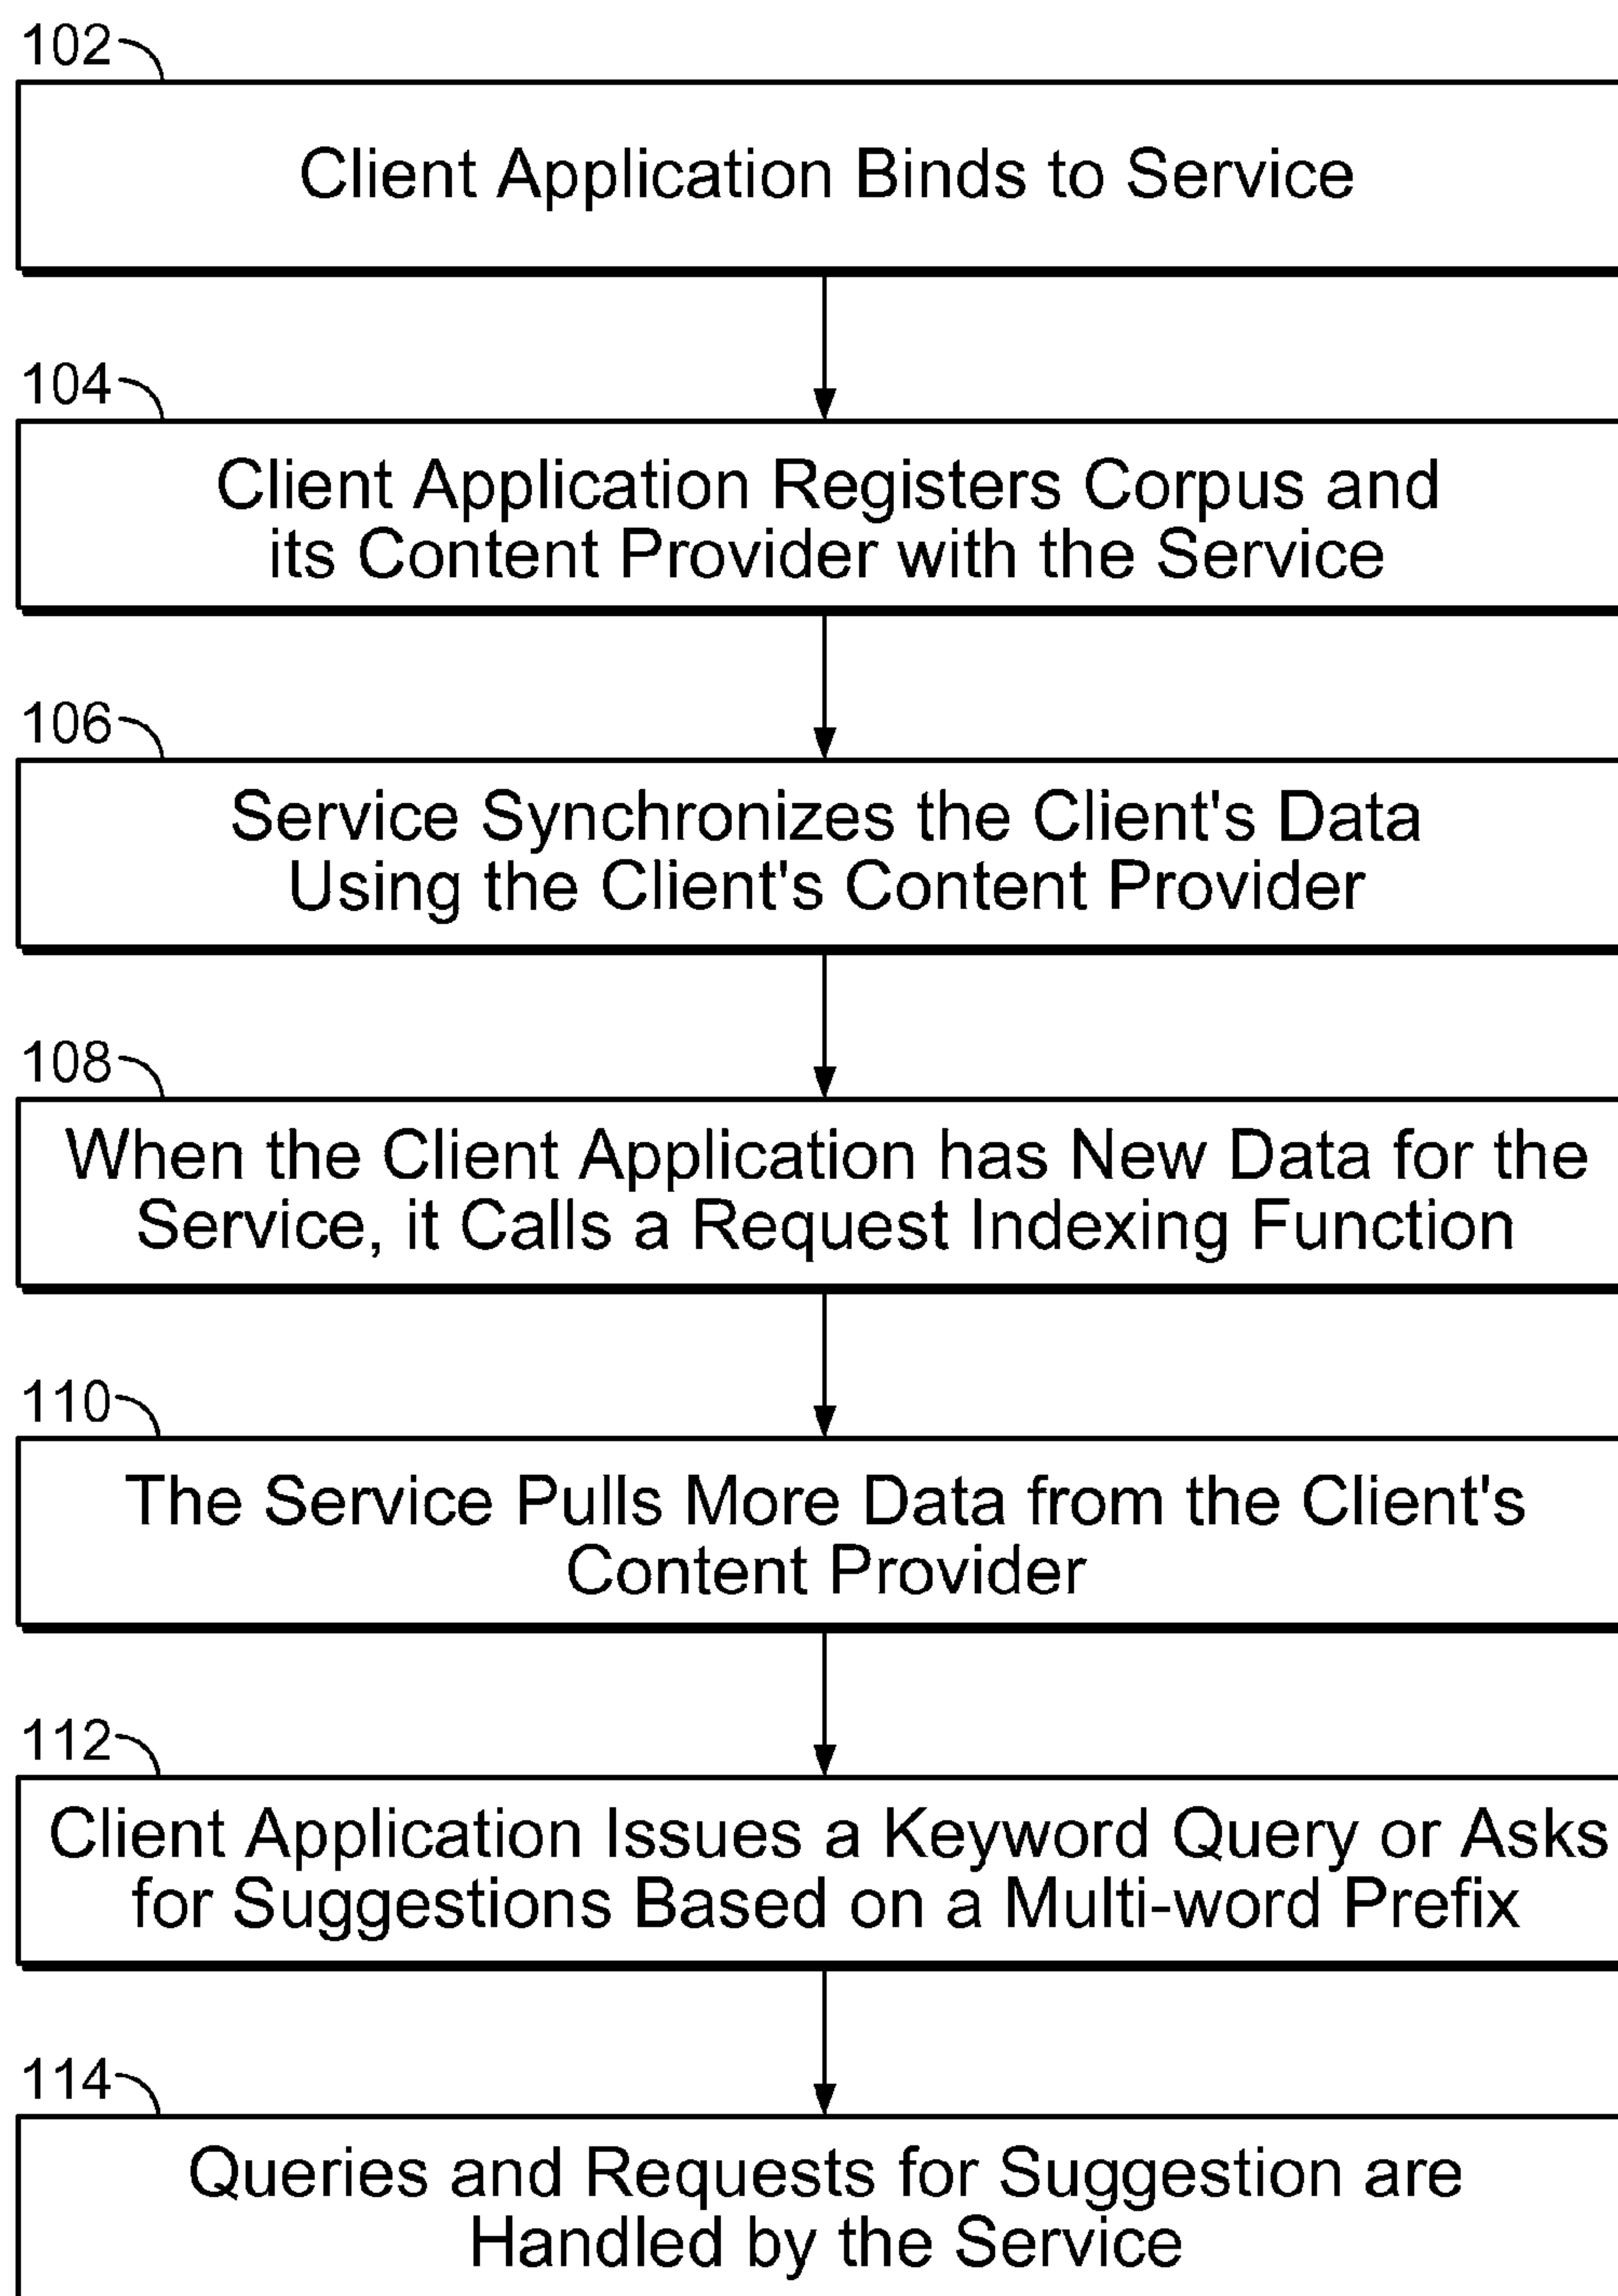 102
Client Application Binds to Service
104
Client Application Registers Corpus and
its Content Provider with the Service
106
Service Synchronizes the Client's Data
Using the Client's Content Provider
108
When the Client Application has New Data for the
Service, it Calls a Request Indexing Function
110
The Service Pulls More Data from the Client's
Content Provider
112
Client Application Issues a Keyword Query or Asks
for Suggestions Based on a Multi-word Prefix
114
Queries and Requests for Suggestion are
Handled by the Service